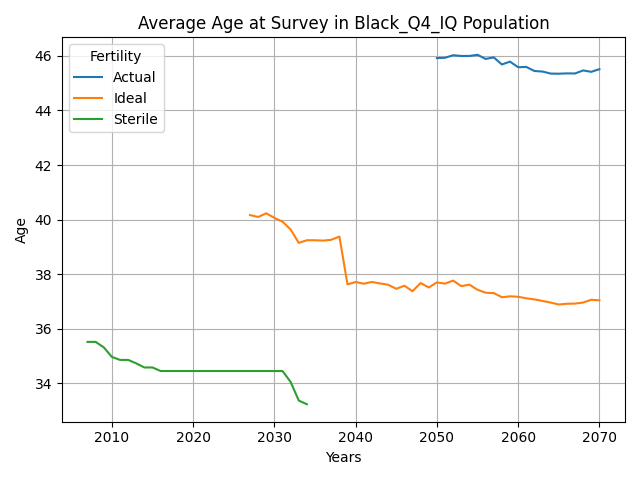 Average Age at Survey in Black_Q4_IQ Population
Fertility
Actual
Ideal
Sterile
46
44
42
40
38
36
34
Age
2010
2020
2030
2040
2050
2060
2070
Years